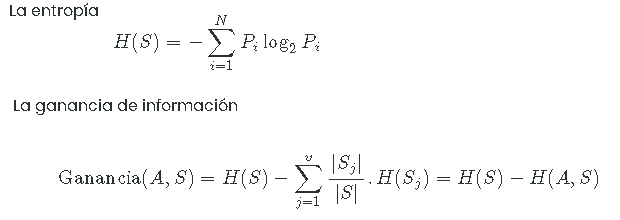 La entropía
H(S) = − ∑_{i=1}^{N} P_i log_2 P_i
La ganancia de información
Ganancia(A, S) = H(S) − ∑_{j=1}^{v} |S_j| / |S| . H(S_j) = H(S) − H(A, S)